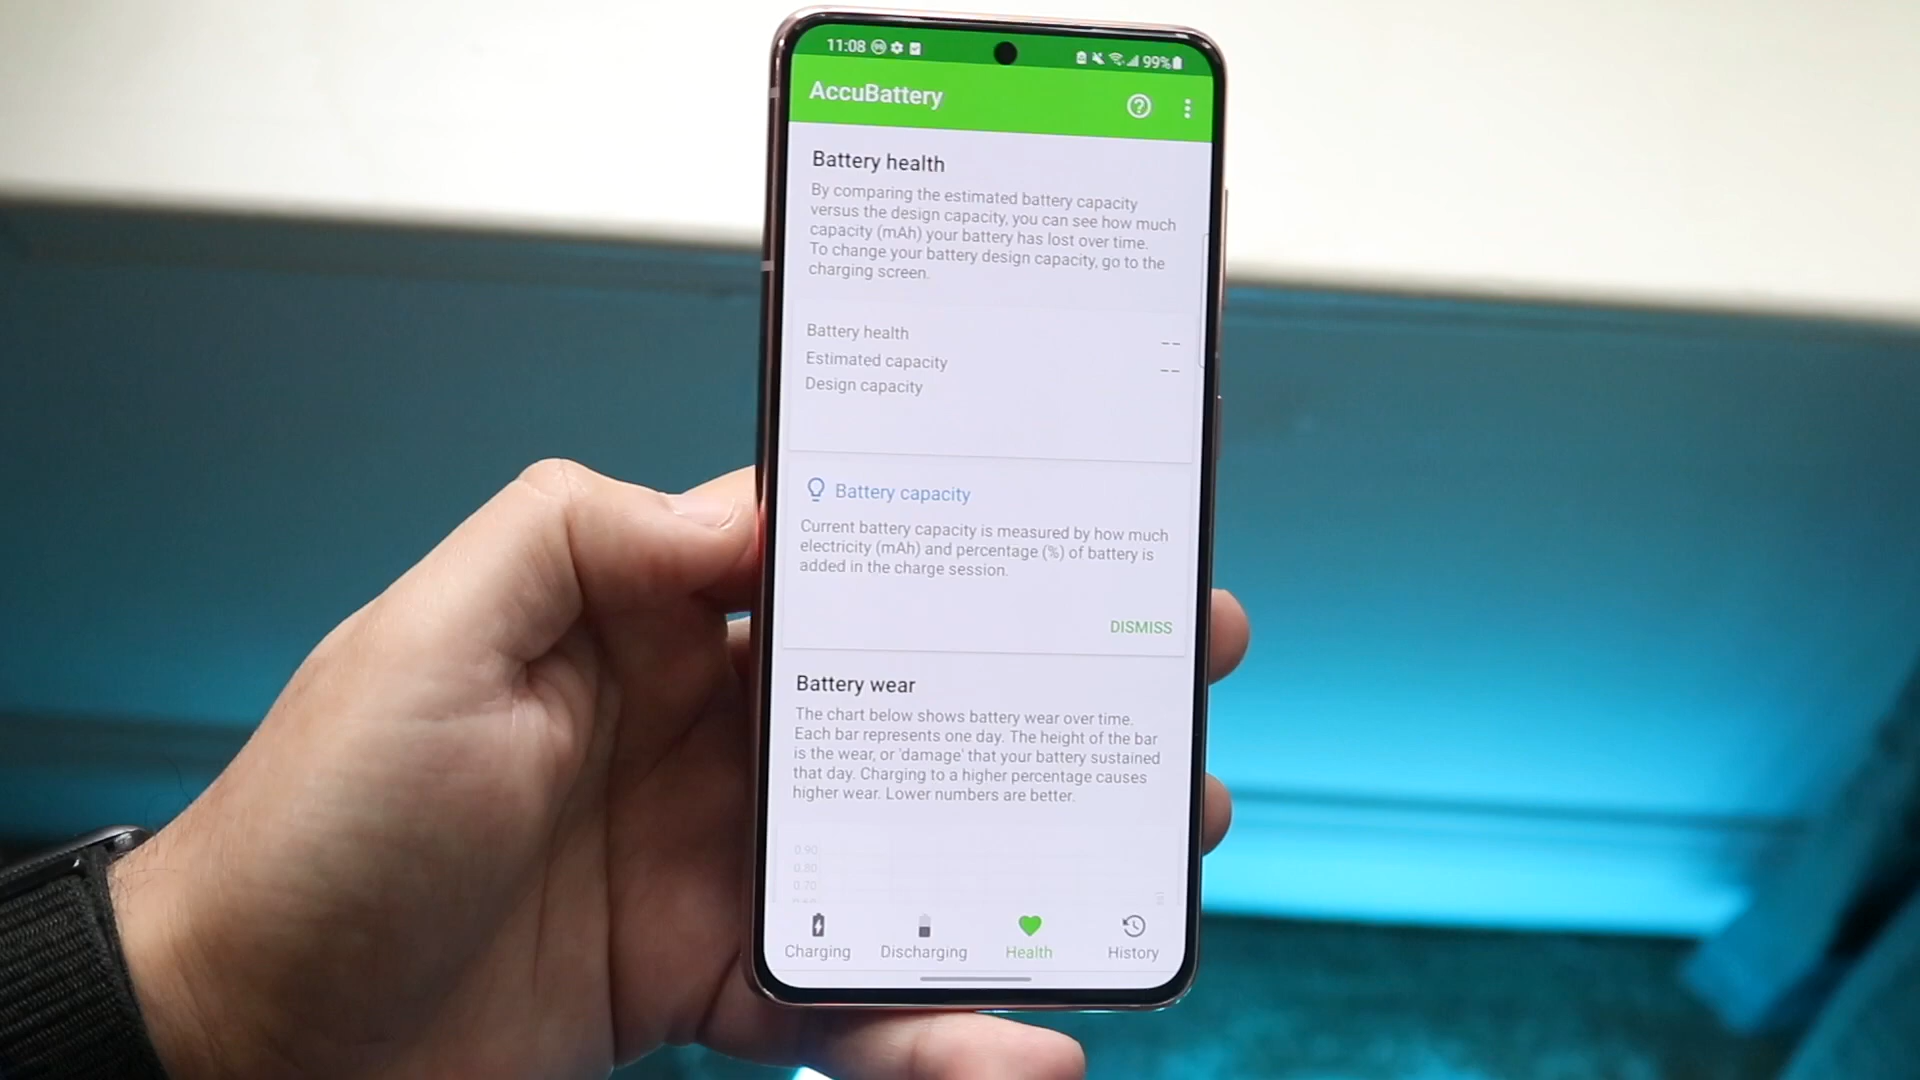 11:08 99%
AccuBattery
Battery health
By comparing the estimated battery capacity
versus the design capacity, you can see how much
capacity (mAh) your battery has lost over time.
To change your battery design capacity, go to the
charging screen.
Battery health --
Estimated capacity --
Design capacity
Battery capacity
Current battery capacity is measured by how much
electricity (mAh) and percentage (%) of battery is
added in the charge session.
DISMISS
Battery wear
The chart below shows battery wear over time.
Each bar represents one day. The height of the bar
is the wear, or 'damage' that your battery sustained
that day. Charging to a higher percentage causes
higher wear. Lower numbers are better.
0.90
0.80
0.70
Charging Discharging Health History